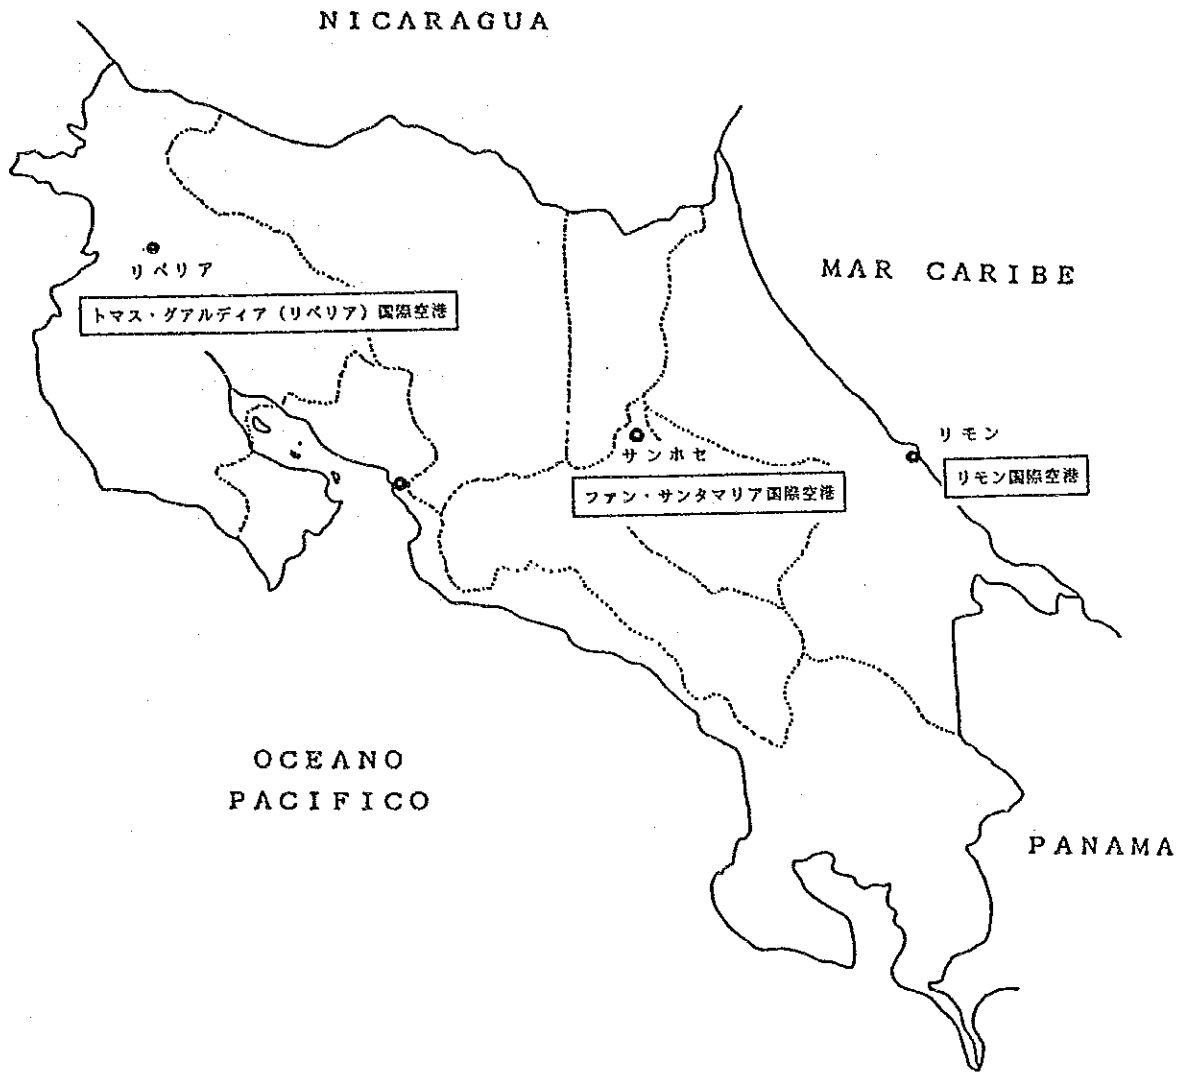 NICARAGUA
MAR CARIBE
リベリア
トマス・グアルディア (リベリア) 国際空港
リモン
サンホセ
リモン国際空港
ファン・サンタマリア国際空港
OCEANO
PACIFICO
PANAMA